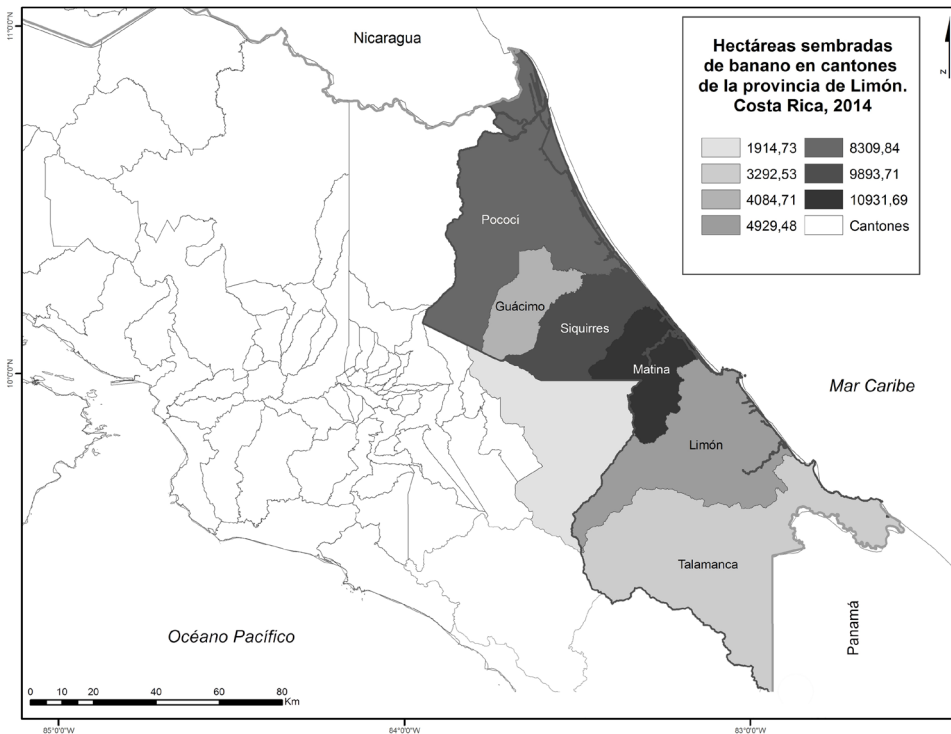 Nicaragua
Hectáreas sembradas
de banano en cantones
de la provincia de Limón.
Costa Rica, 2014
1914,73
8309,84
3292,53
9893,71
4084,71
10931,69
4929,48
Cantones
N
11°0'0"N
Pococi
Guácimo
Siquirres
Matina
10°0'0"N
Mar Caribe
Limón
Talamanca
Panamá
Océano Pacífico
0 10 20 40 60 80
Km
85°0'0"W
84°0'0"W
83°0'0"W